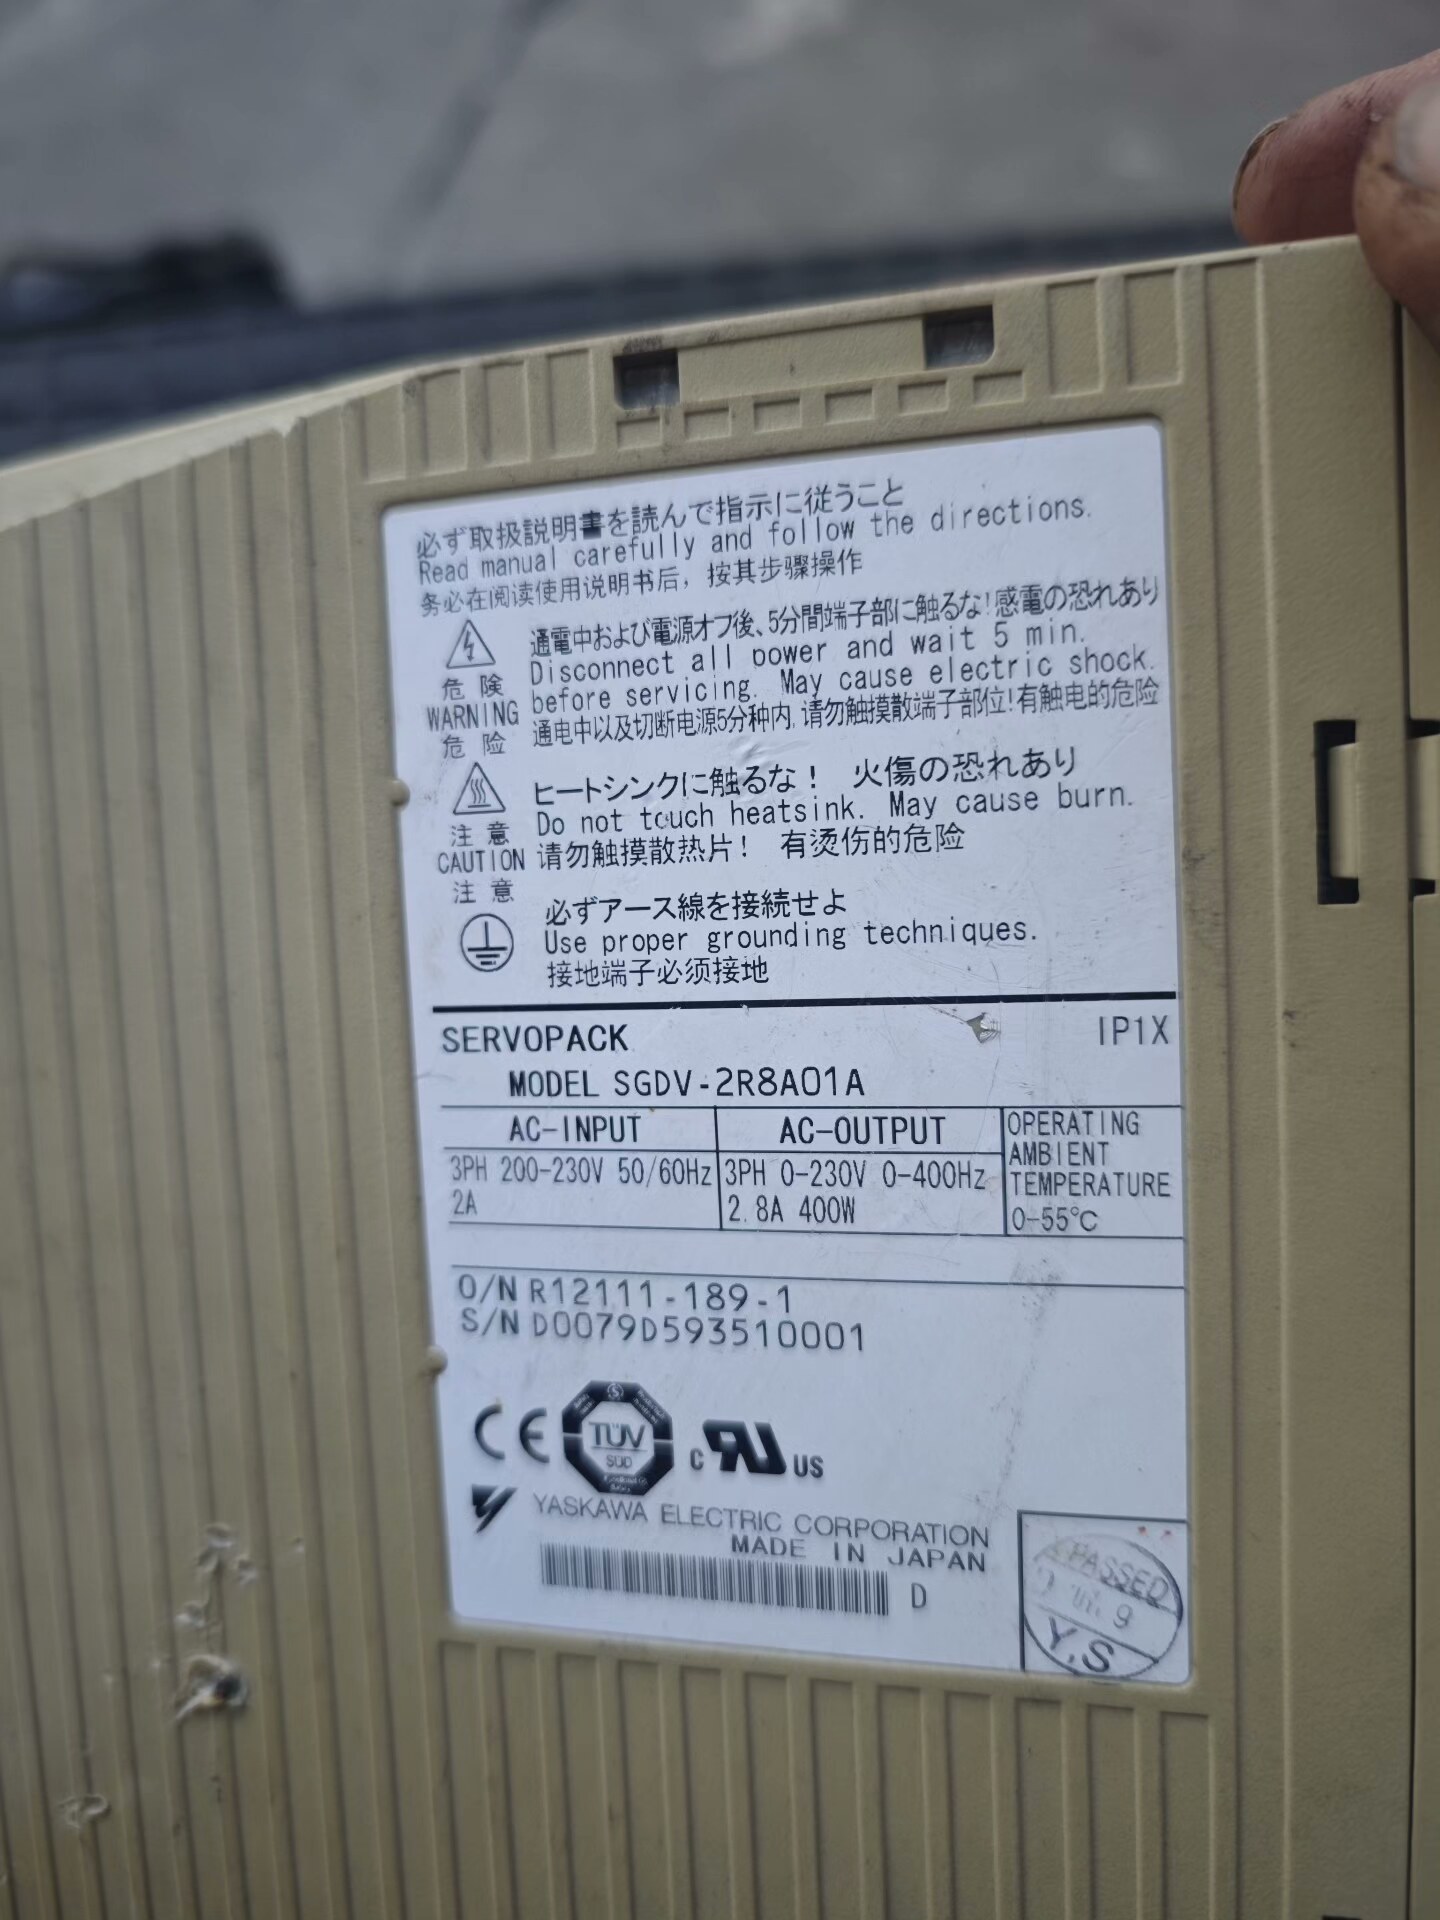 必ず取扱説明書を読んで指示に従うこと
Read manual carefully and follow the directions.
务必在阅读使用说明书后，按其步骤操作
危険
WARNING
危险
通電中および電源オフ後、5分間端子部に触るな!感電の恐れあり
Disconnect all power and wait 5 min.
before servicing. May cause electric shock.
通电中以及切断电源5分种内,请勿触摸散端子部位!有触电的危险
注意
CAUTION
注意
ヒートシンクに触るな! 火傷の恐れあり
Do not touch heatsink. May cause burn.
请勿触摸散热片! 有烫伤的危险
必ずアース線を接続せよ
Use proper grounding techniques.
接地端子必须接地
SERVOPACK IP1X
MODEL SGDV-2R8A01A
AC-INPUT
3PH 200-230V 50/60Hz
2A
AC-OUTPUT
3PH 0-230V 0-400Hz
2.8A 400W
OPERATING
AMBIENT
TEMPERATURE
0-55℃
O/N R12111-189-1
S/N D0079D593510001
CE
TÜV
SÜD
c RU US
YASKAWA ELECTRIC CORPORATION
MADE IN JAPAN
D
PASSED
9
Y.S